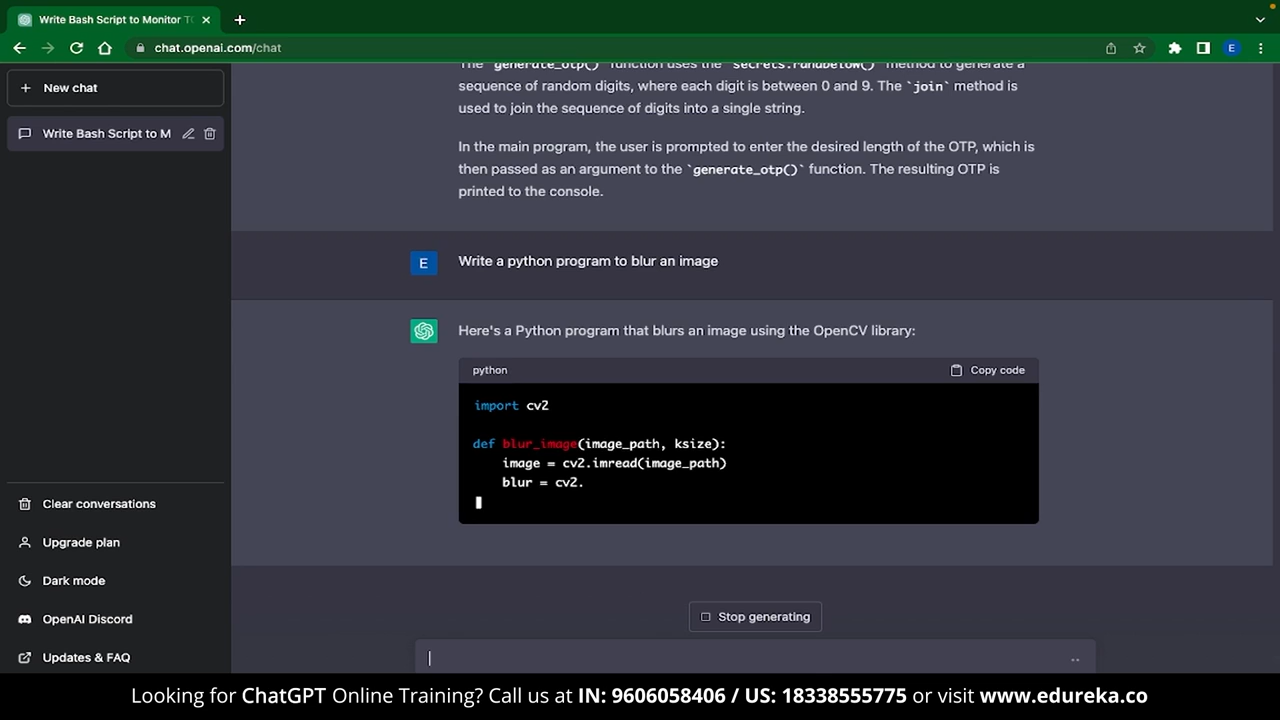 Write Bash Script to Monitor TC
chat.openai.com/chat
E
New chat
Write Bash Script to M
The `generate_otp()` function uses the `secrets.randbelow()` method to generate a
sequence of random digits, where each digit is between 0 and 9. The `join` method is
used to join the sequence of digits into a single string.
In the main program, the user is prompted to enter the desired length of the OTP, which is
then passed as an argument to the `generate_otp()` function. The resulting OTP is
printed to the console.
E
Write a python program to blur an image
Here's a Python program that blurs an image using the OpenCV library:
python
Copy code
import cv2
def blur_image(image_path, ksize):
image = cv2.imread(image_path)
blur = cv2.
Clear conversations
Upgrade plan
Dark mode
OpenAI Discord
Updates & FAQ
Stop generating
Looking for ChatGPT Online Training? Call us at IN: 9606058406 / US: 18338555775 or visit www.edureka.co